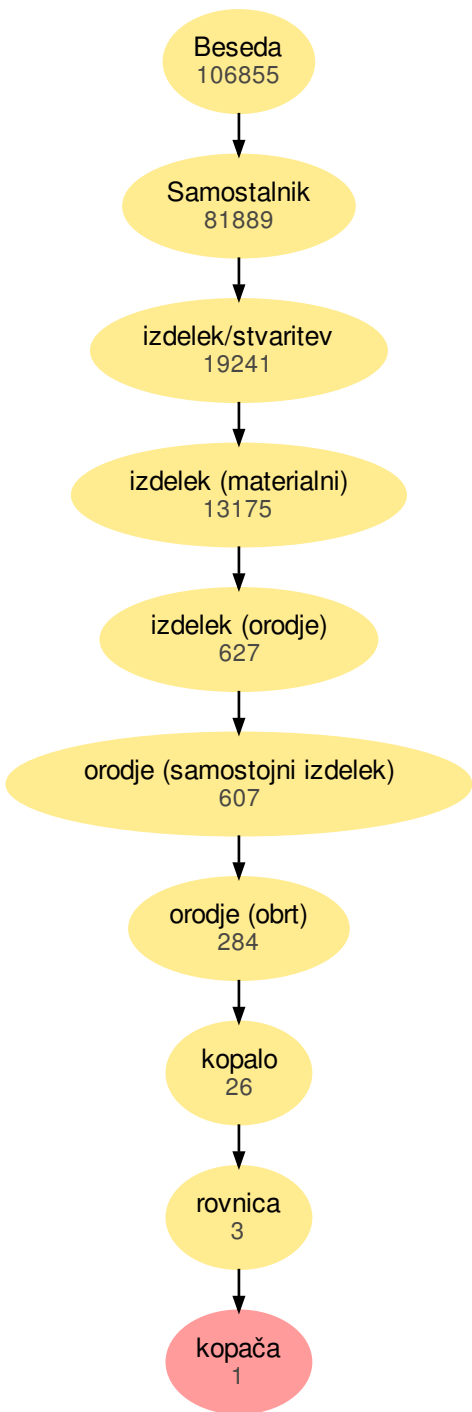 Beseda
106855
Samostalnik
81889
izdelek/stvaritev
19241
izdelek (materialni)
13175
izdelek (orodje)
627
orodje (samostojni izdelek)
607
orodje (obrt)
284
kopalo
26
rovnica
3
kopača
1